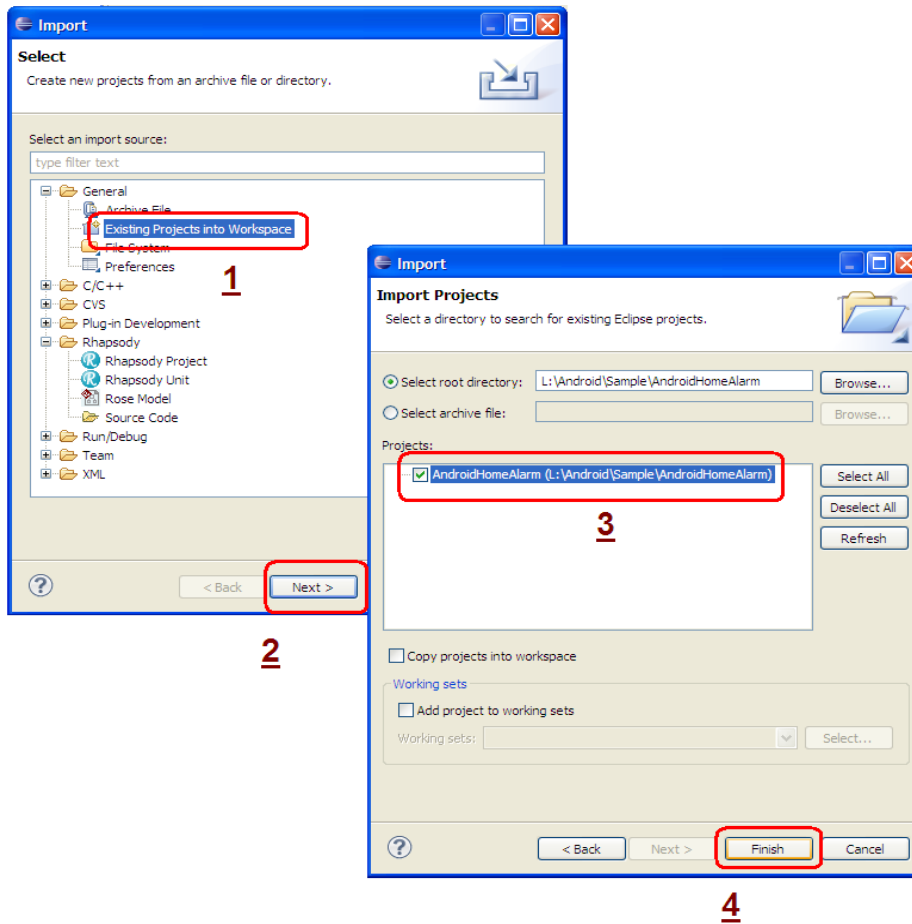 Import
Select
Create new projects from an archive file or directory.
Select an import source:
type filter text
General
Archive File
Existing Projects into Workspace
File System
Preferences
1
C/C++
CVS
Plug-in Development
Rhapsody
Rhapsody Project
Rhapsody Unit
Rose Model
Source Code
Run/Debug
Team
XML
?
< Back
Next >
2
Import
Import Projects
Select a directory to search for existing Eclipse projects.
Select root directory: L:\Android\Sample\AndroidHomeAlarm Browse...
Select archive file: Browse...
Projects:
AndroidHomeAlarm (L:\Android\Sample\AndroidHomeAlarm)
3
Select All
Deselect All
Refresh
Copy projects into workspace
Working sets
Add project to working sets
Working sets: Select...
?
< Back
Next >
Finish
Cancel
4